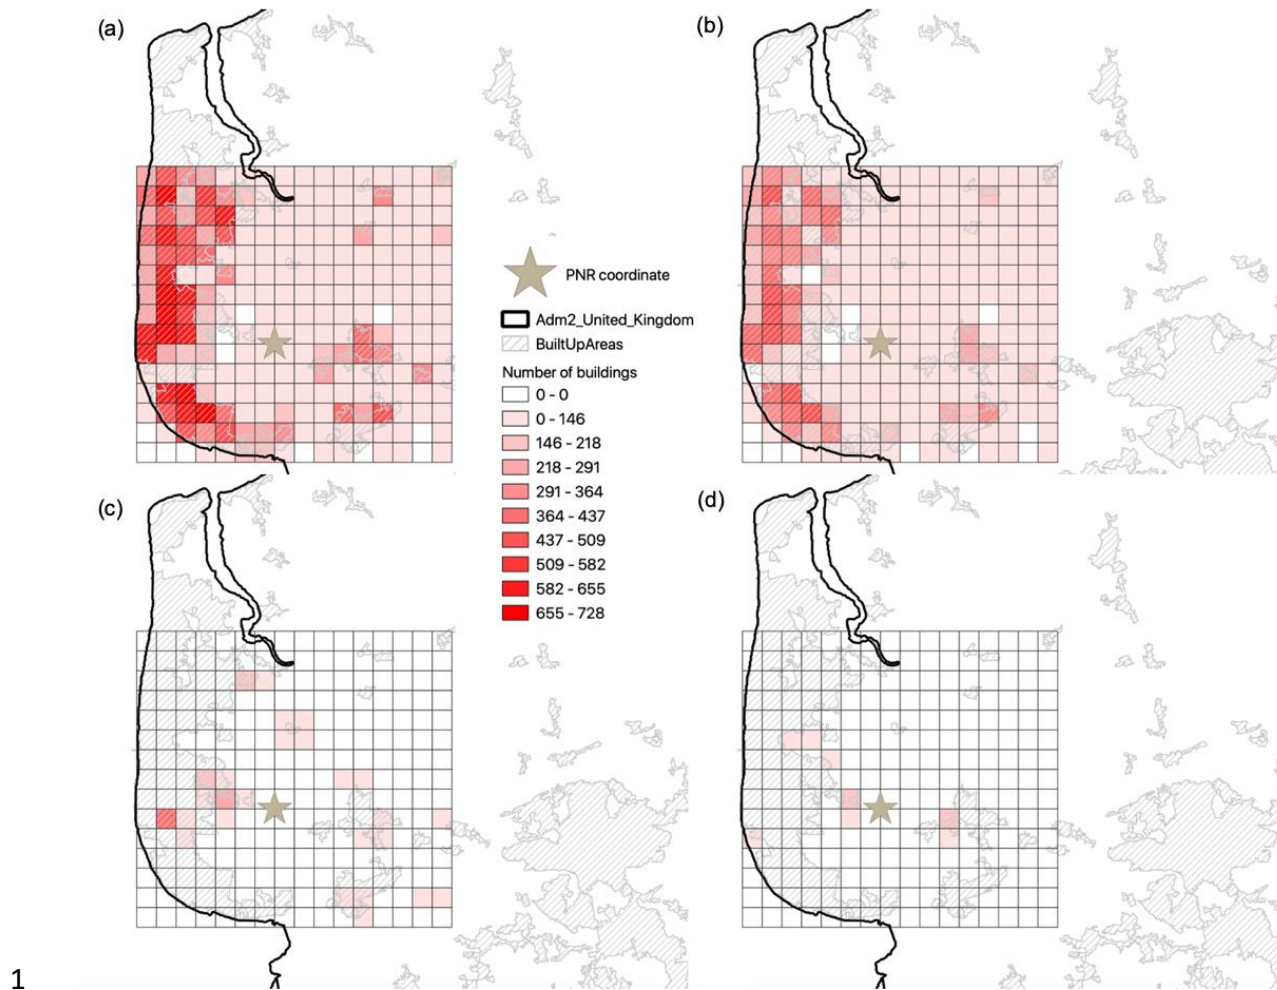 (a)
(b)
PNR coordinate
Adm2_United_Kingdom
BuiltUpAreas
Number of buildings
0 - 0
0 - 146
146 - 218
218 - 291
291 - 364
364 - 437
437 - 509
509 - 582
582 - 655
655 - 728
(c)
(d)
1